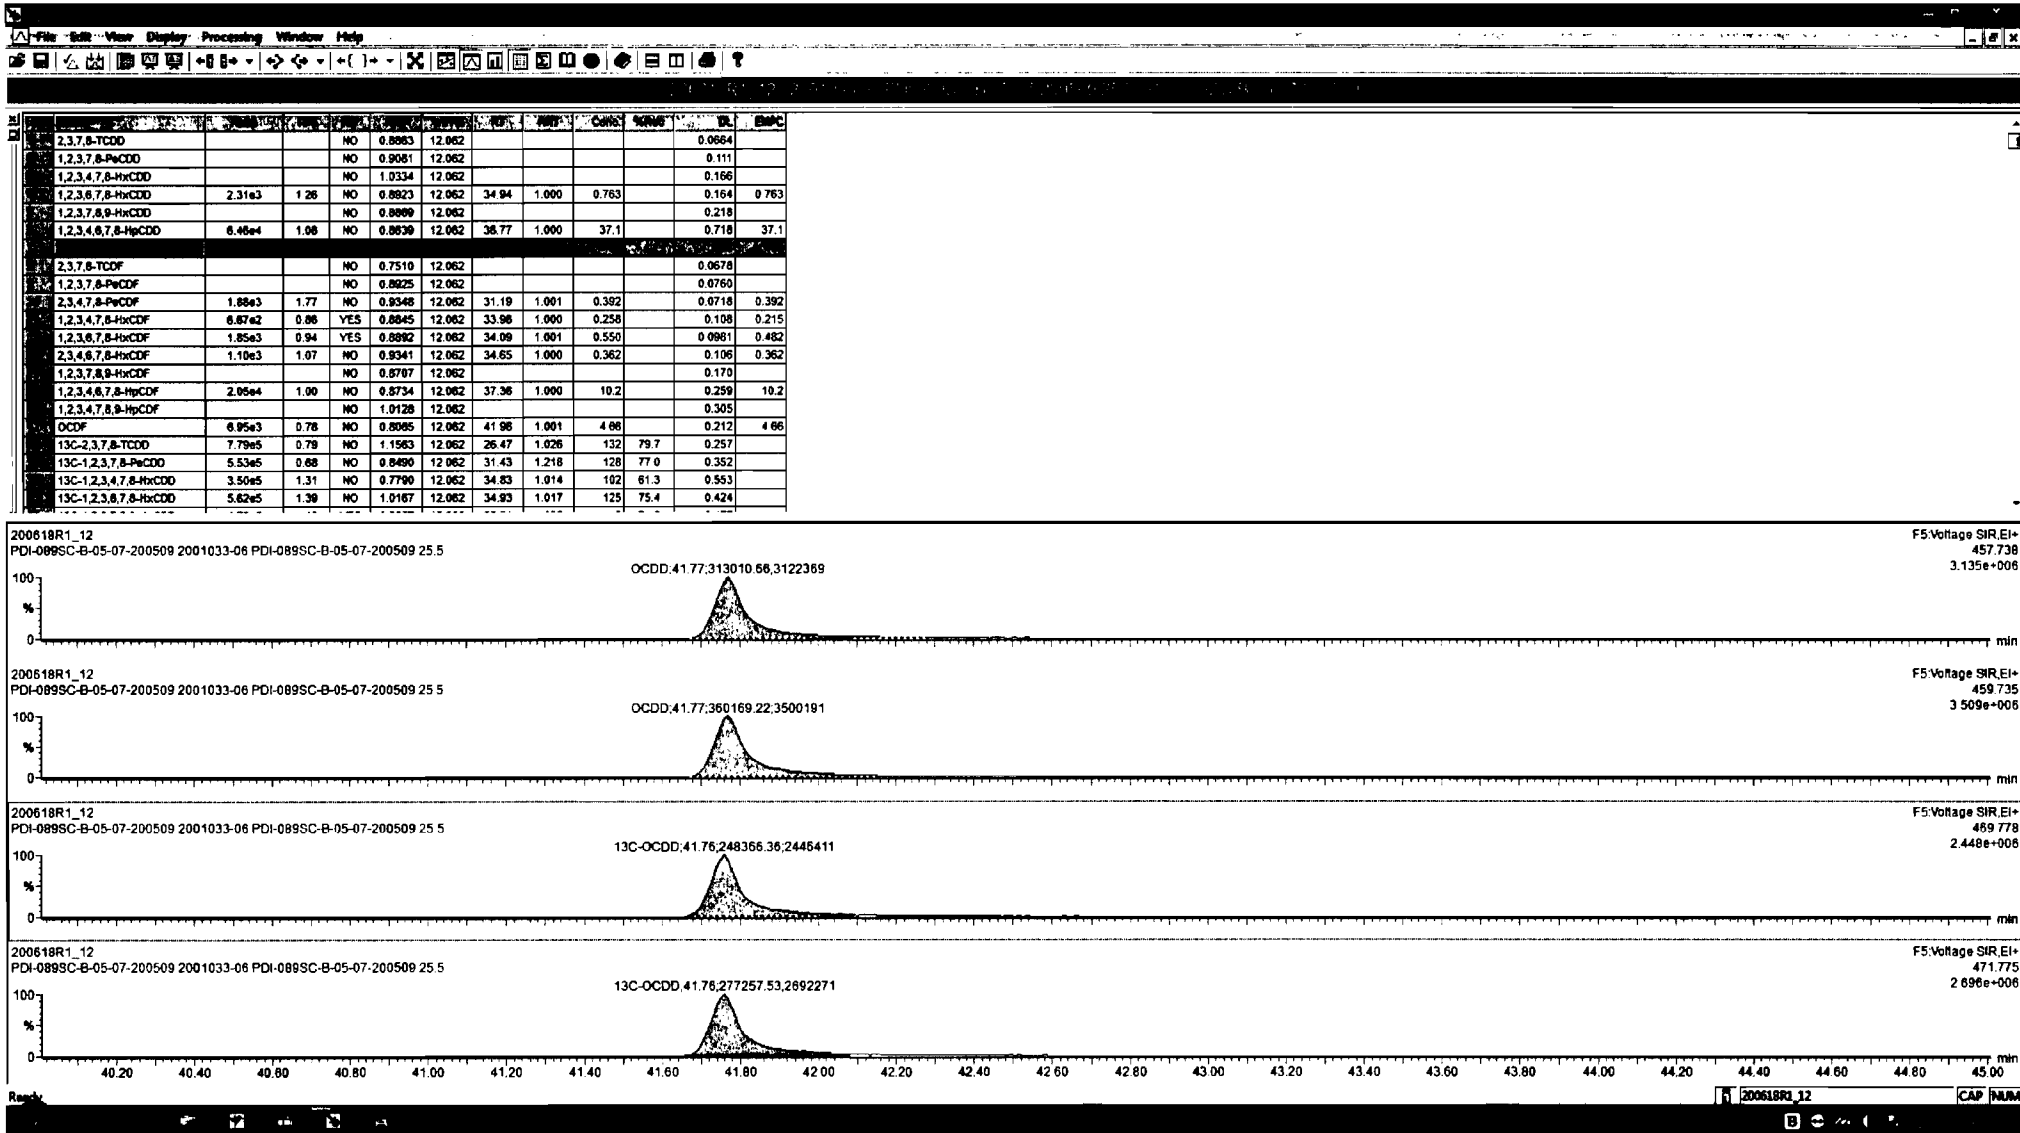 File Edit View Display Processing Window Help
Conc. %Rec DL EMPC
2,3,7,8-TCDD NO 0.8863 12.062 0.0664
1,2,3,7,8-PeCDD NO 0.9081 12.062 0.111
1,2,3,4,7,8-HxCDD NO 1.0334 12.062 0.166
1,2,3,6,7,8-HxCDD 2.31e3 1.26 NO 0.8923 12.062 34.94 1.000 0.763 0.164 0.763
1,2,3,7,8,9-HxCDD NO 0.8869 12.062 0.218
1,2,3,4,6,7,8-HpCDD 6.46e4 1.06 NO 0.8639 12.062 38.77 1.000 37.1 0.718 37.1
2,3,7,8-TCDF NO 0.7510 12.062 0.0678
1,2,3,7,8-PeCDF NO 0.8925 12.062 0.0760
2,3,4,7,8-PeCDF 1.88e3 1.77 NO 0.9348 12.062 31.19 1.001 0.392 0.0718 0.392
1,2,3,4,7,8-HxCDF 6.67e2 0.86 YES 0.8845 12.062 33.96 1.000 0.258 0.108 0.215
1,2,3,6,7,8-HxCDF 1.85e3 0.94 YES 0.8892 12.062 34.09 1.001 0.550 0.0981 0.482
2,3,4,6,7,8-HxCDF 1.10e3 1.07 NO 0.9341 12.062 34.65 1.000 0.362 0.106 0.362
1,2,3,7,8,9-HxCDF NO 0.8707 12.062 0.170
1,2,3,4,6,7,8-HpCDF 2.05e4 1.00 NO 0.8734 12.062 37.36 1.000 10.2 0.259 10.2
1,2,3,4,7,8,9-HpCDF NO 1.0128 12.062 0.305
OCDF 6.95e3 0.78 NO 0.8065 12.062 41.96 1.001 4.66 0.212 4.66
13C-2,3,7,8-TCDD 7.79e5 0.79 NO 1.1563 12.062 26.47 1.026 132 79.7 0.257
13C-1,2,3,7,8-PeCDD 5.53e5 0.68 NO 0.8490 12.062 31.43 1.218 128 77.0 0.352
13C-1,2,3,4,7,8-HxCDD 3.50e5 1.31 NO 0.7790 12.062 34.83 1.014 102 61.3 0.553
13C-1,2,3,6,7,8-HxCDD 5.62e5 1.39 NO 1.0167 12.062 34.93 1.017 125 75.4 0.424
200618R1_12 F5:Voltage SIR,EI+
PDI-089SC-B-05-07-200509 2001033-06 PDI-089SC-B-05-07-200509 25.5 457.738
OCDD;41.77;313010.56;3122369 3.135e+006
100
%
0
min
200618R1_12 F5:Voltage SIR,EI+
PDI-089SC-B-05-07-200509 2001033-06 PDI-089SC-B-05-07-200509 25.5 459.735
OCDD;41.77;360169.22;3500191 3.509e+006
100
%
0
min
200618R1_12 F5:Voltage SIR,EI+
PDI-089SC-B-05-07-200509 2001033-06 PDI-089SC-B-05-07-200509 25.5 469.778
13C-OCDD;41.76;248366.36;2446411 2.448e+006
100
%
0
min
200618R1_12 F5:Voltage SIR,EI+
PDI-089SC-B-05-07-200509 2001033-06 PDI-089SC-B-05-07-200509 25.5 471.775
13C-OCDD;41.76;277257.53;2692271 2.696e+006
100
%
0
min
40.20 40.40 40.60 40.80 41.00 41.20 41.40 41.60 41.80 42.00 42.20 42.40 42.60 42.80 43.00 43.20 43.40 43.60 43.80 44.00 44.20 44.40 44.60 44.80 45.00
Ready 200618R1_12 CAP NUM